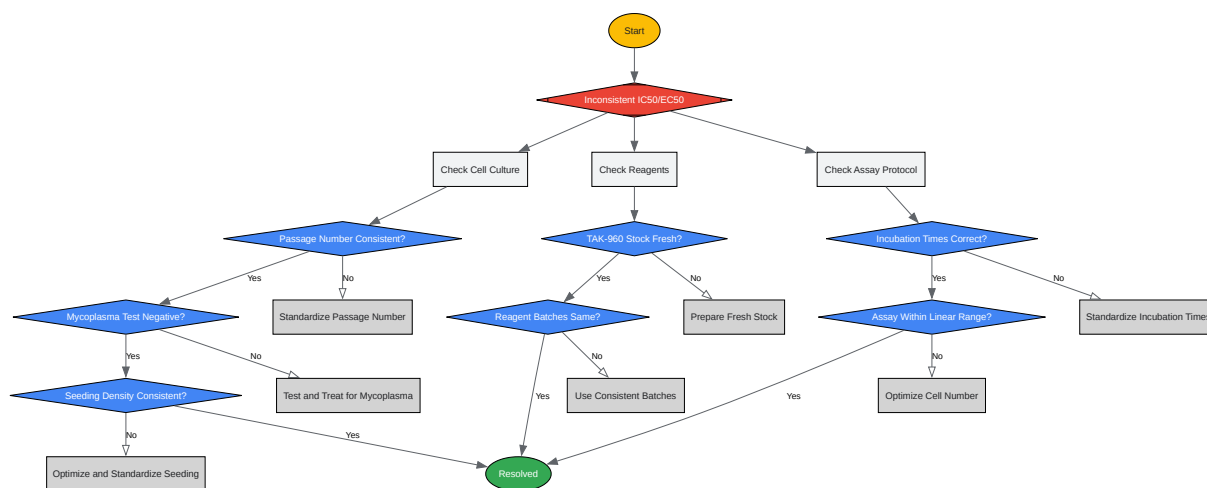 Start
Inconsistent IC50/EC50
Check Cell Culture
Check Reagents
Check Assay Protocol
Passage Number Consistent?
TAK-960 Stock Fresh?
Incubation Times Correct?
Yes
No
Yes
No
Yes
No
Mycoplasma Test Negative?
Standardize Passage Number
Reagent Batches Same?
Prepare Fresh Stock
Assay Within Linear Range?
Standardize Incubation Times
Yes
No
No
No
Seeding Density Consistent?
Test and Treat for Mycoplasma
Yes
Use Consistent Batches
Yes
Optimize Cell Number
No
Yes
Optimize and Standardize Seeding
Resolved